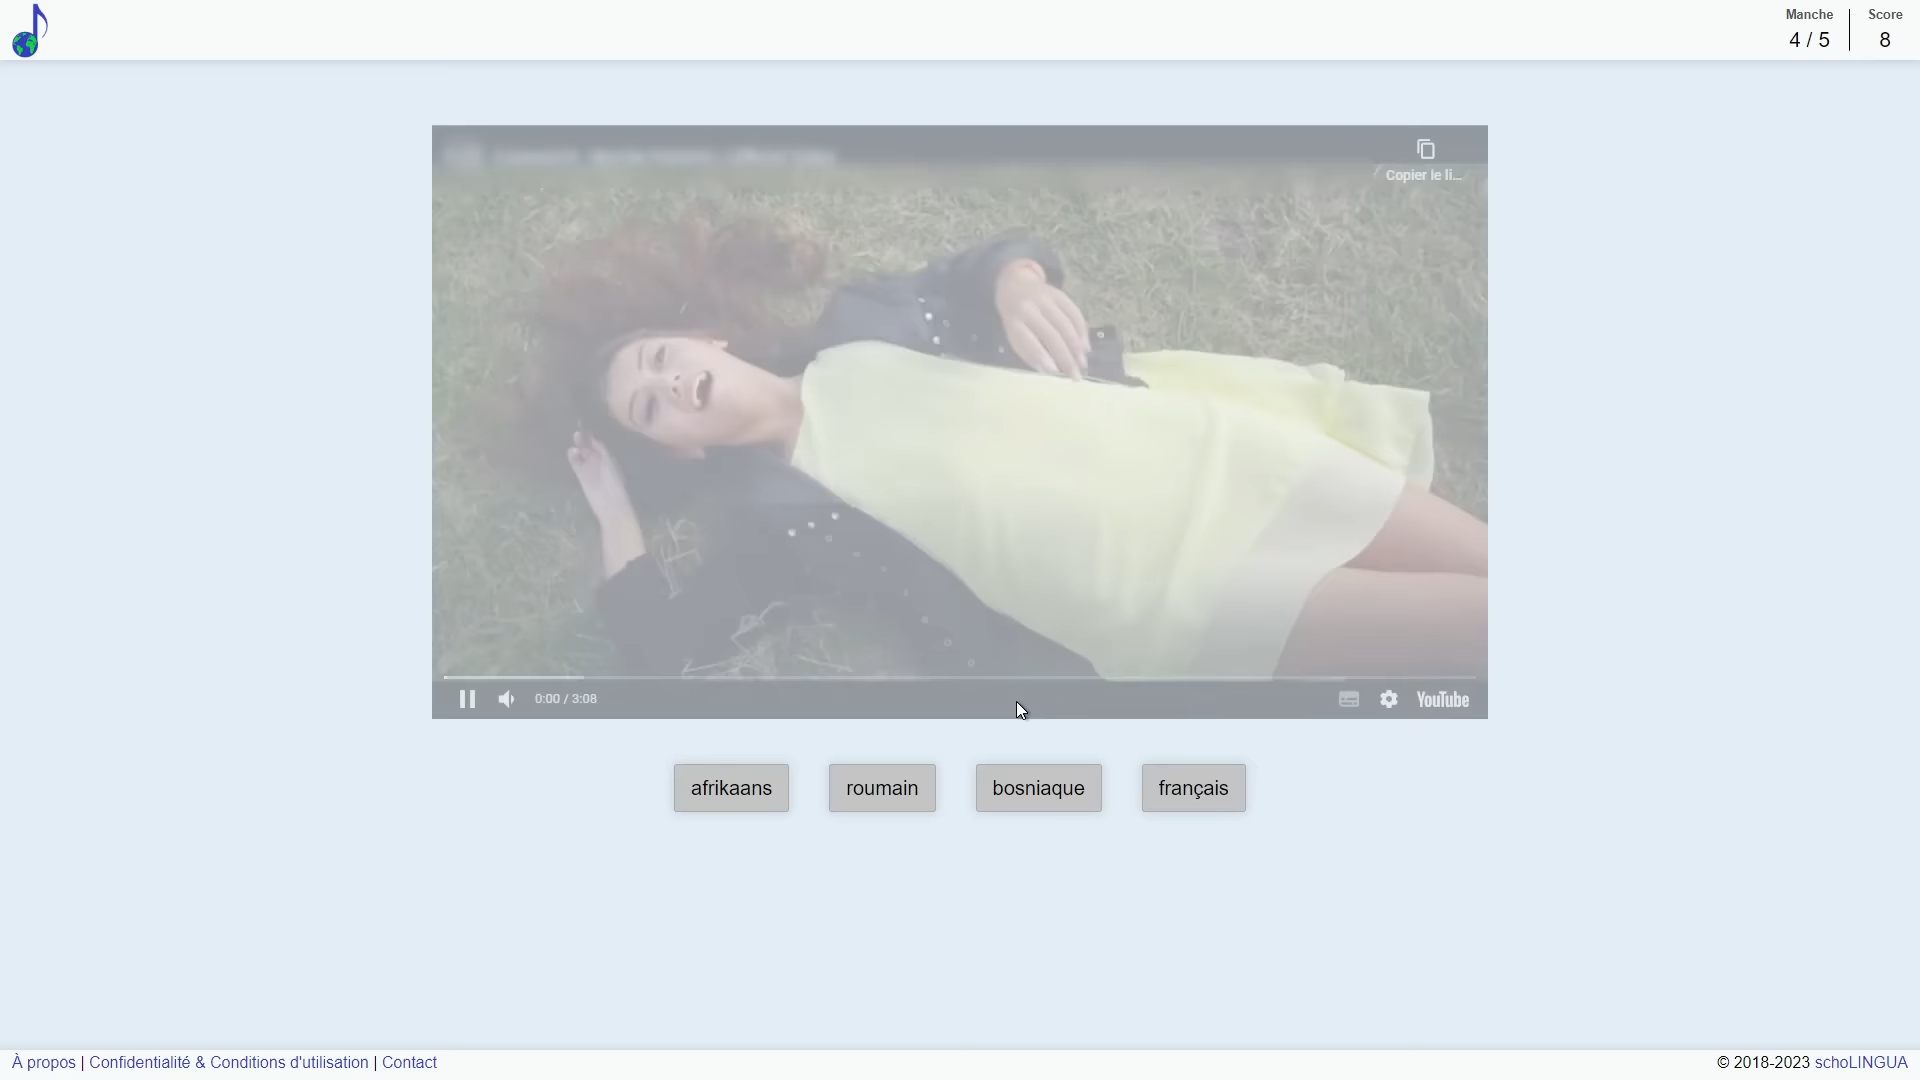 Manche
4 / 5
Score
8
Copier le li...
0:00 / 3:08
YouTube
afrikaans
roumain
bosniaque
français
À propos | Confidentialité & Conditions d'utilisation | Contact
© 2018-2023 schoLINGUA